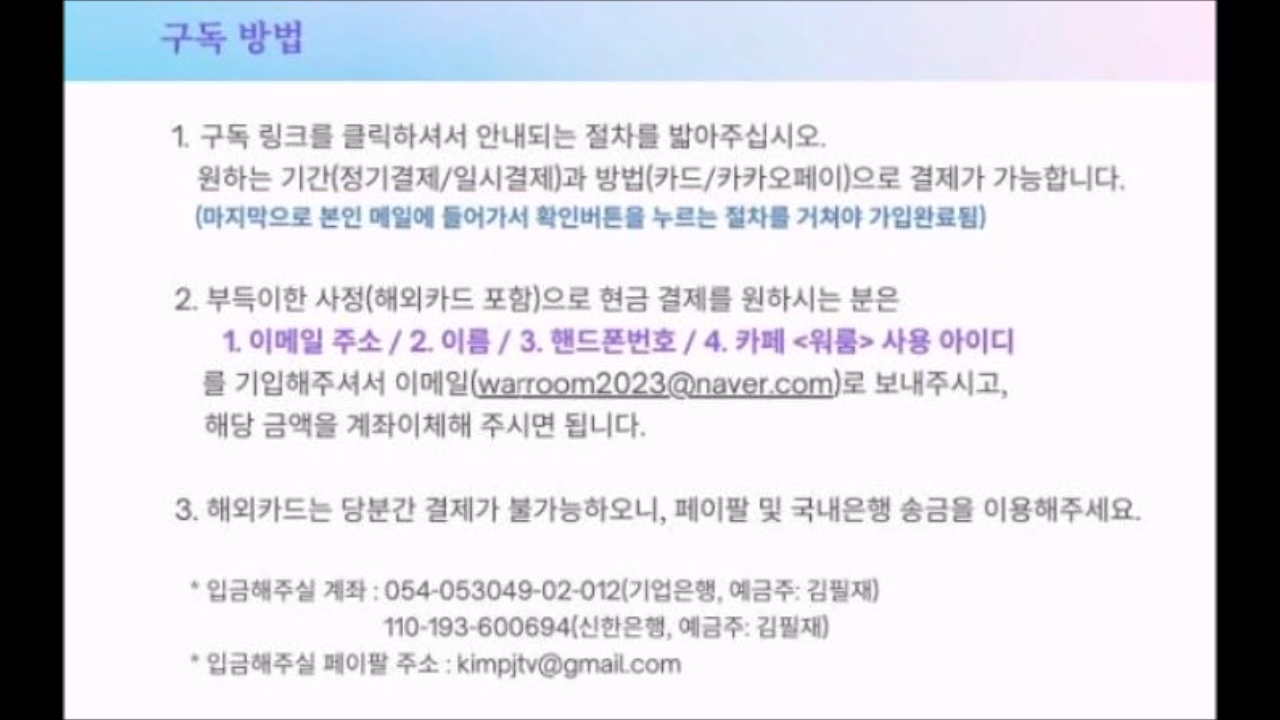 구독 방법
1. 구독 링크를 클릭하셔서 안내되는 절차를 밟아주십시오.
원하는 기간(정기결제/일시결제)과 방법(카드/카카오페이)으로 결제가 가능합니다.
(마지막으로 본인 메일에 들어가서 확인버튼을 누르는 절차를 거쳐야 가입완료됨)
2. 부득이한 사정(해외카드 포함)으로 현금 결제를 원하시는 분은
1. 이메일 주소 / 2. 이름 / 3. 핸드폰번호 / 4. 카페 <워룸> 사용 아이디
를 기입해주셔서 이메일(warroom2023@naver.com)로 보내주시고,
해당 금액을 계좌이체해 주시면 됩니다.
3. 해외카드는 당분간 결제가 불가능하오니, 페이팔 및 국내은행 송금을 이용해주세요.
* 입금해주실 계좌 : 054-053049-02-012(기업은행, 예금주: 김필재)
110-193-600694(신한은행, 예금주: 김필재)
* 입금해주실 페이팔 주소 : kimpjtv@gmail.com